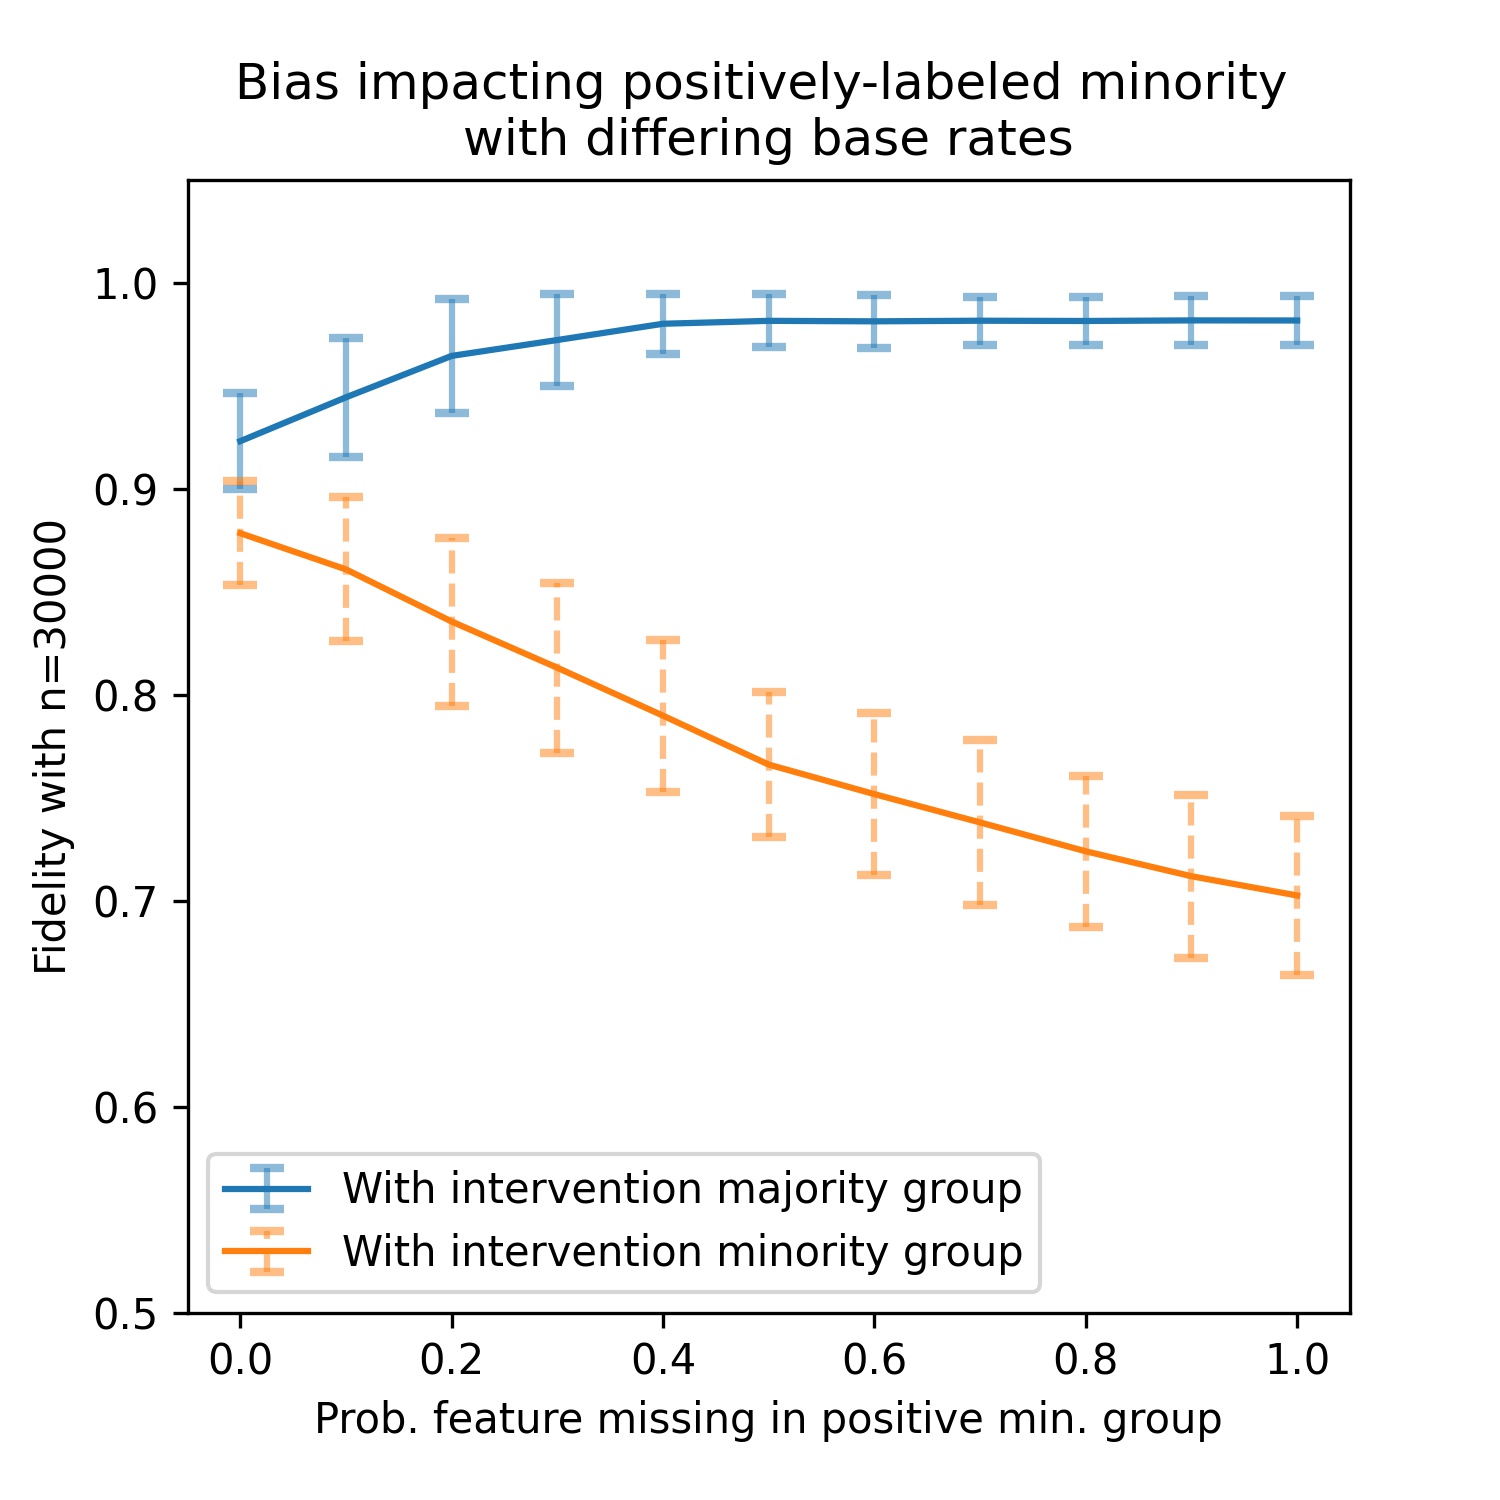 Bias impacting positively-labeled minority
with differing base rates
Fidelity with n=30000
1.0
0.9
0.8
0.7
0.6
0.5
With intervention majority group
With intervention minority group
0.0 0.2 0.4 0.6 0.8 1.0
Prob. feature missing in positive min. group